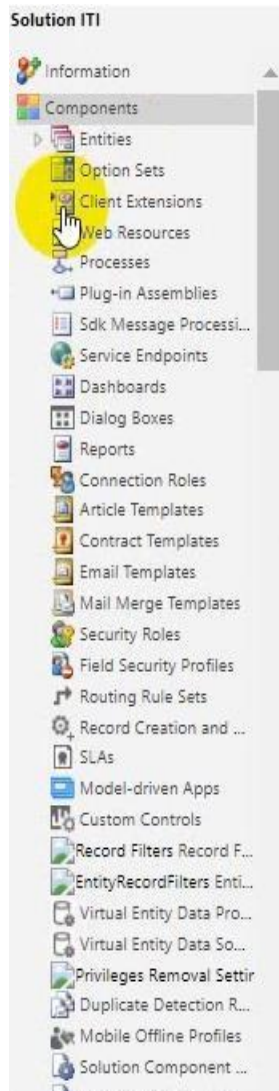 Solution ITI
Information
Components
Entities
Option Sets
Client Extensions
Web Resources
Processes
Plug-in Assemblies
Sdk Message Processi...
Service Endpoints
Dashboards
Dialog Boxes
Reports
Connection Roles
Article Templates
Contract Templates
Email Templates
Mail Merge Templates
Security Roles
Field Security Profiles
Routing Rule Sets
Record Creation and ...
SLAs
Model-driven Apps
Custom Controls
Record Filters Record F...
EntityRecordFilters Enti...
Virtual Entity Data Pro...
Virtual Entity Data So...
Privileges Removal Settir
Duplicate Detection R...
Mobile Offline Profiles
Solution Component ...